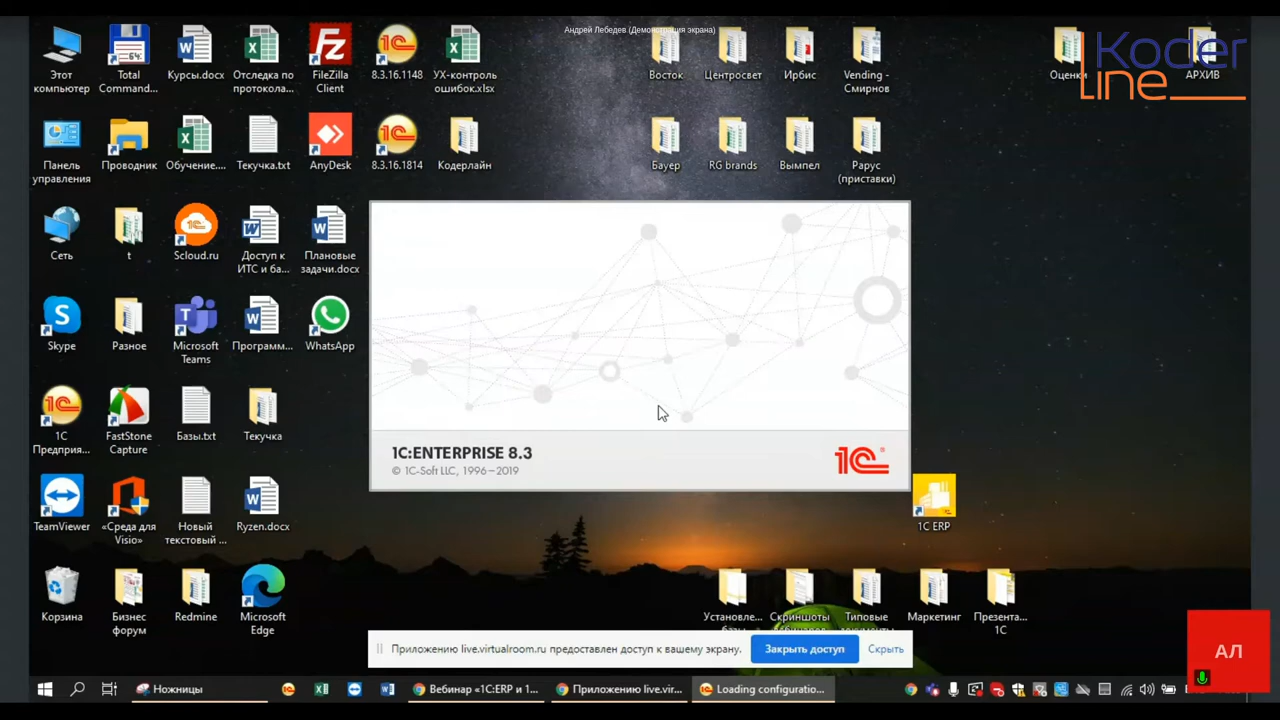 Андрей Лебедев (Демонстрация экрана)
Koder
line
Этот
компьютер
Total
Command...
Курсы.docx
Отследка по
протокола...
FileZilla
Client
8.3.16.1148
УХ-контроль
ошибок.xlsx
Восток
Центросвет
Ирбис
Vending -
Смирнов
Оценки
АРХИВ
Панель
управления
Проводник
Обучение....
Текучка.txt
AnyDesk
8.3.16.1814
Кодерлайн
Бауер
RG brands
Вымпел
Рарус
(приставки)
Сеть
t
Scloud.ru
Доступ к
ИТС и ба...
Плановые
задачи.docx
Skype
Разное
Microsoft
Teams
Программ...
WhatsApp
1С
Предприя...
FastStone
Capture
Базы.txt
Текучка
1C:ENTERPRISE 8.3
© 1C-Soft LLC, 1996–2019
TeamViewer
«Среда для
Visio»
Новый
текстовый ...
Ryzen.docx
1C ERP
Корзина
Бизнес
форум
Redmine
Microsoft
Edge
Установле...
базы
Скриншоты
Типовые
Маркетинг
Презента...
1С
Приложению live.virtualroom.ru предоставлен доступ к вашему экрану.
Закрыть доступ
Скрыть
АЛ
Ножницы
Вебинар «1С:ERP и 1...
Приложению live.vir...
Loading configuratio...